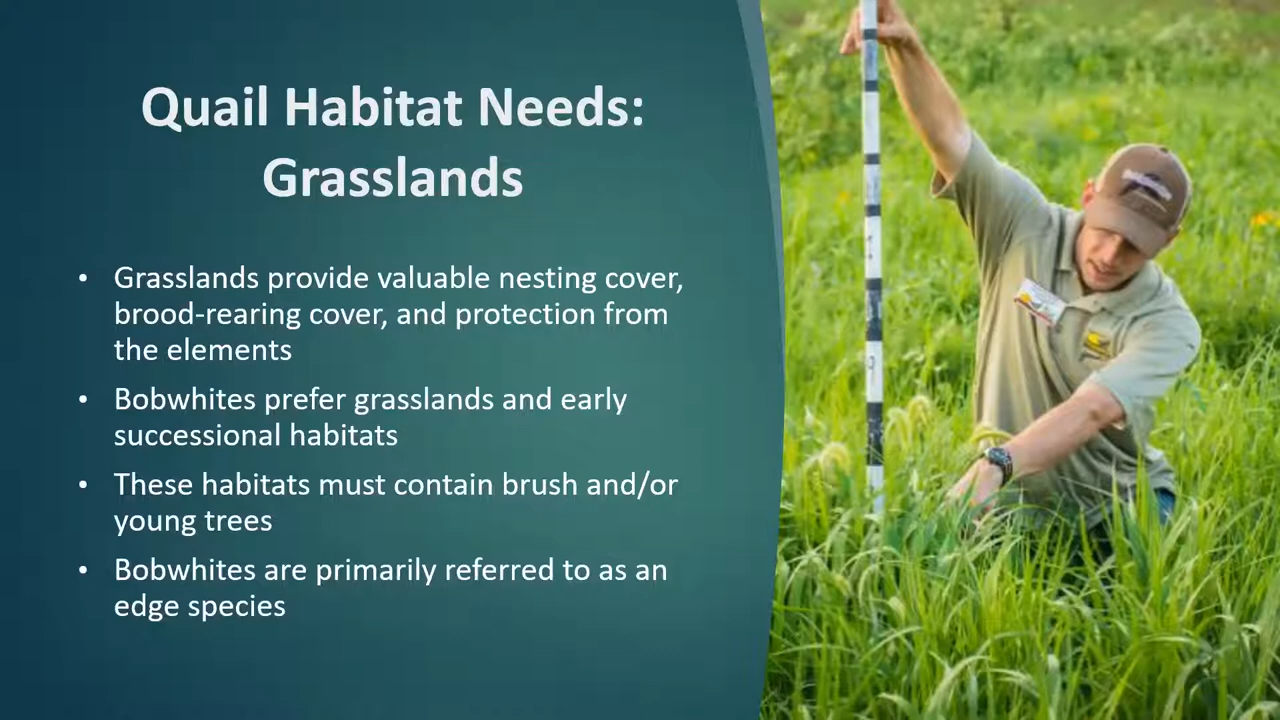 Quail Habitat Needs:
Grasslands
• Grasslands provide valuable nesting cover,
brood-rearing cover, and protection from
the elements
• Bobwhites prefer grasslands and early
successional habitats
• These habitats must contain brush and/or
young trees
• Bobwhites are primarily referred to as an
edge species